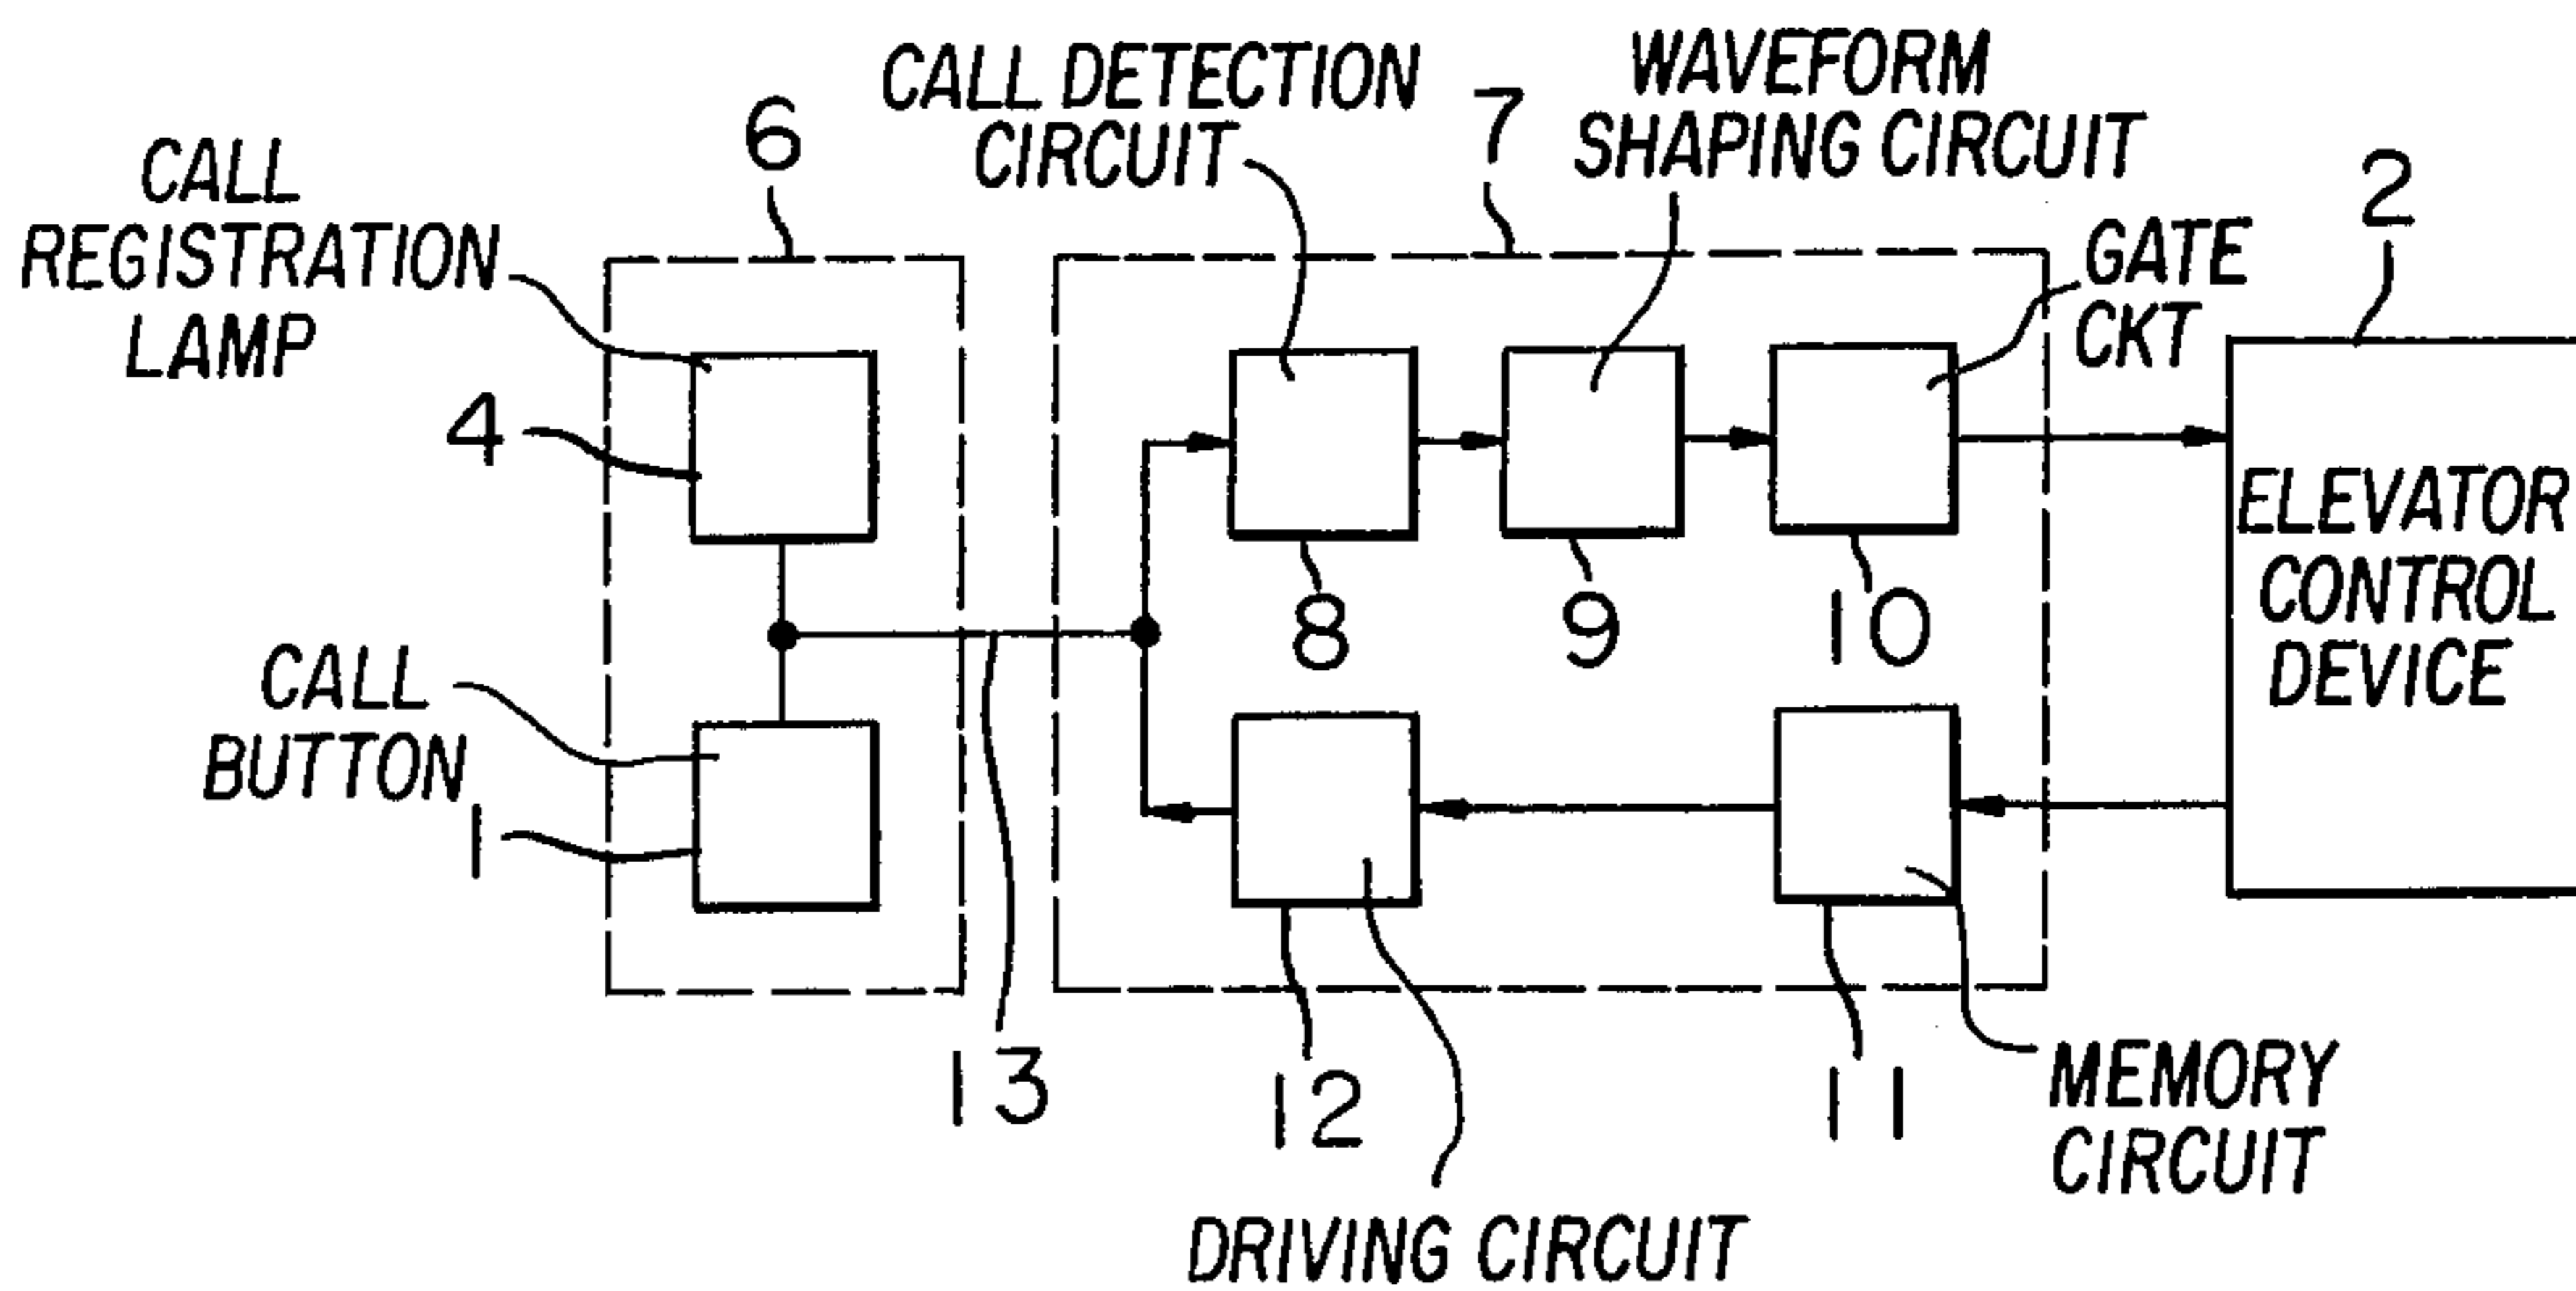 CALL
REGISTRATION
LAMP
4
6
CALL DETECTION
CIRCUIT
7
WAVEFORM
SHAPING CIRCUIT
GATE
CKT
2
ELEVATOR
CONTROL
DEVICE
8
9
10
CALL
BUTTON
1
13
12
11
MEMORY
CIRCUIT
DRIVING CIRCUIT